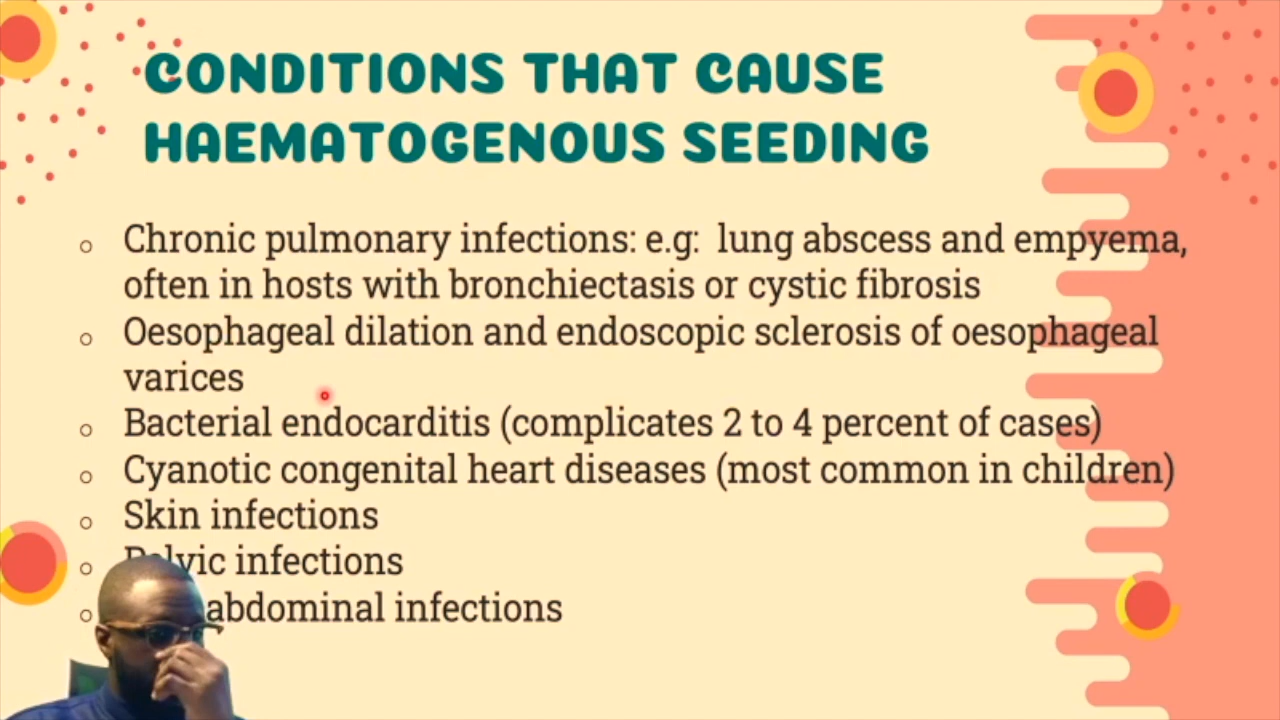 CONDITIONS THAT CAUSE
HAEMATOGENOUS SEEDING
○ Chronic pulmonary infections: e.g: lung abscess and empyema,
often in hosts with bronchiectasis or cystic fibrosis
○ Oesophageal dilation and endoscopic sclerosis of oesophageal
varices
○ Bacterial endocarditis (complicates 2 to 4 percent of cases)
○ Cyanotic congenital heart diseases (most common in children)
○ Skin infections
○ Pelvic infections
○ abdominal infections